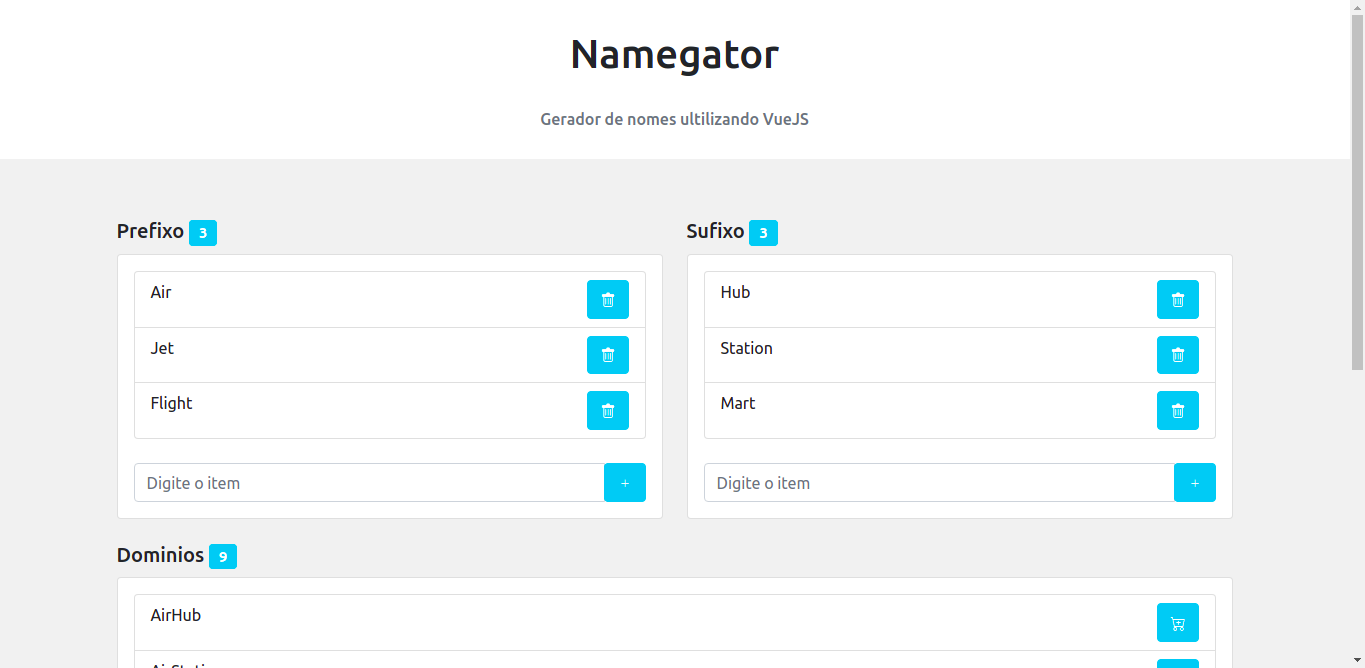 Namegator
Gerador de nomes ultilizando VueJS
Prefixo 3
Air
Jet
Flight
Digite o item
+
Sufixo 3
Hub
Station
Mart
Digite o item
+
Dominios 9
AirHub